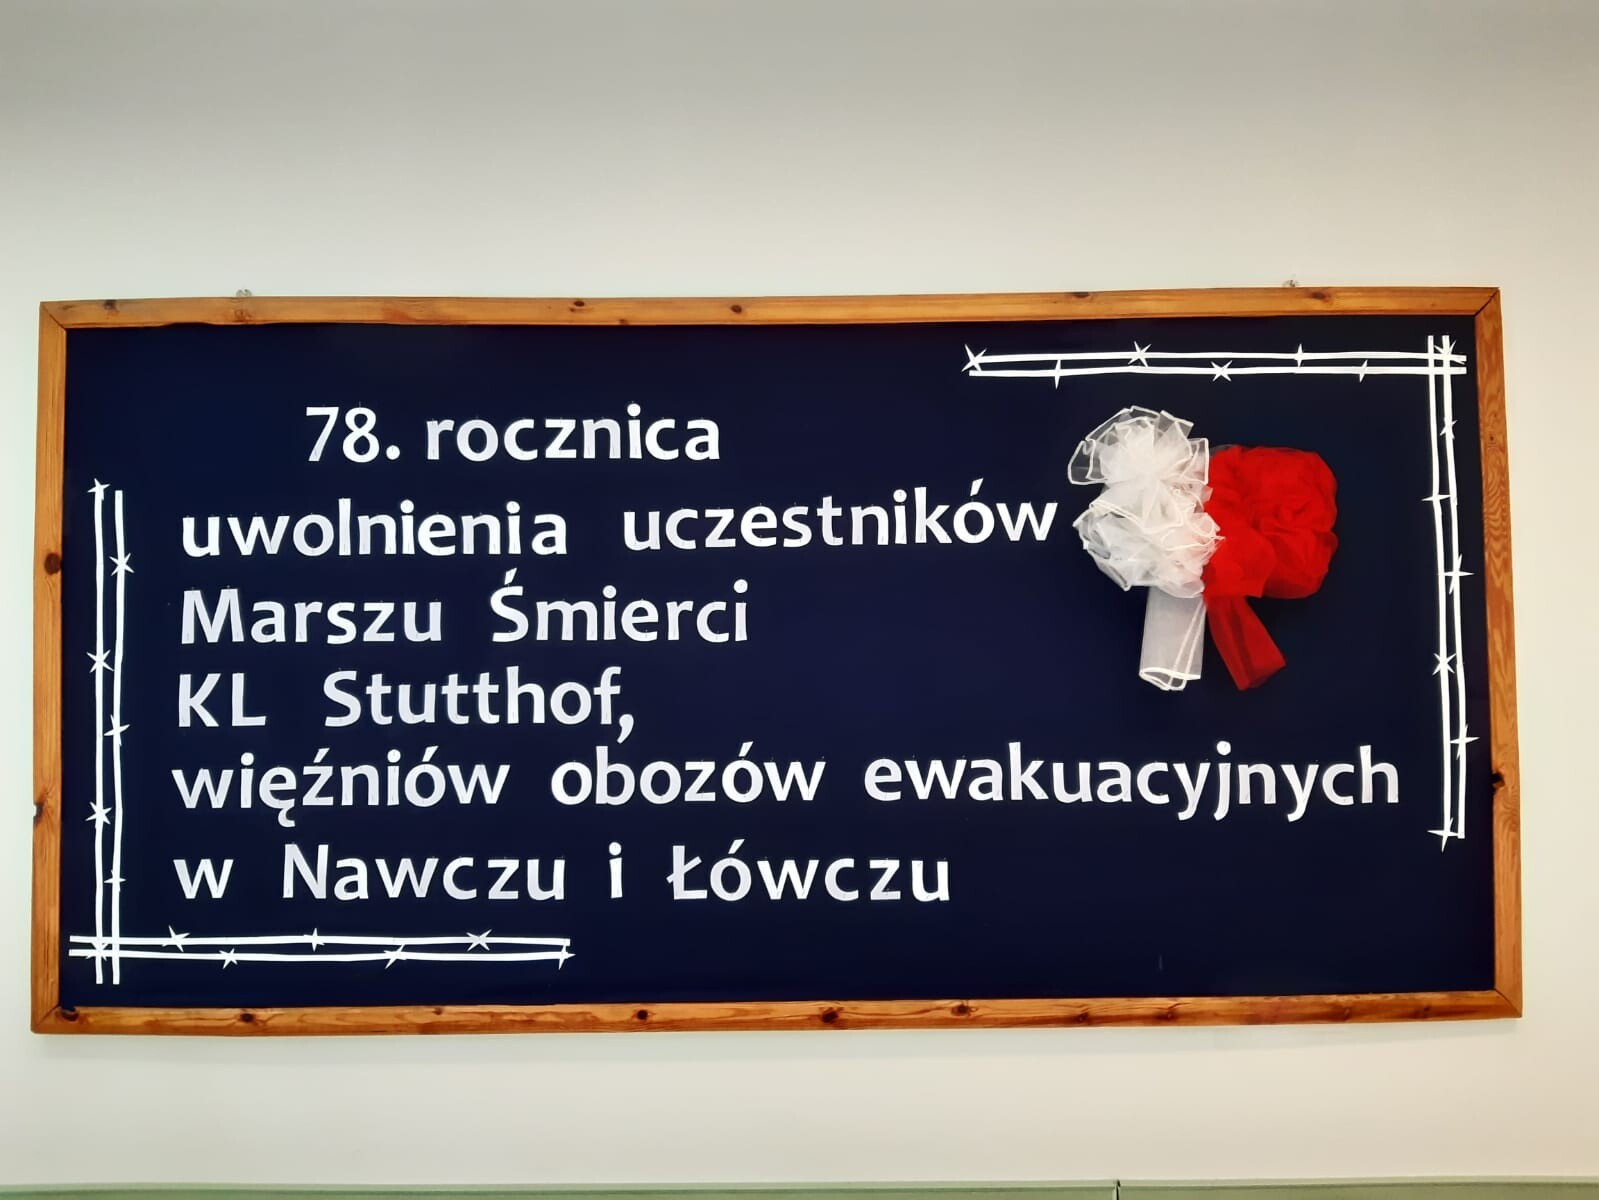 78. rocznica
uwolnienia uczestników
Marszu Śmierci
KL Stutthof,
więźniów obozów ewakuacyjnych
w Nawczu i Łówczu